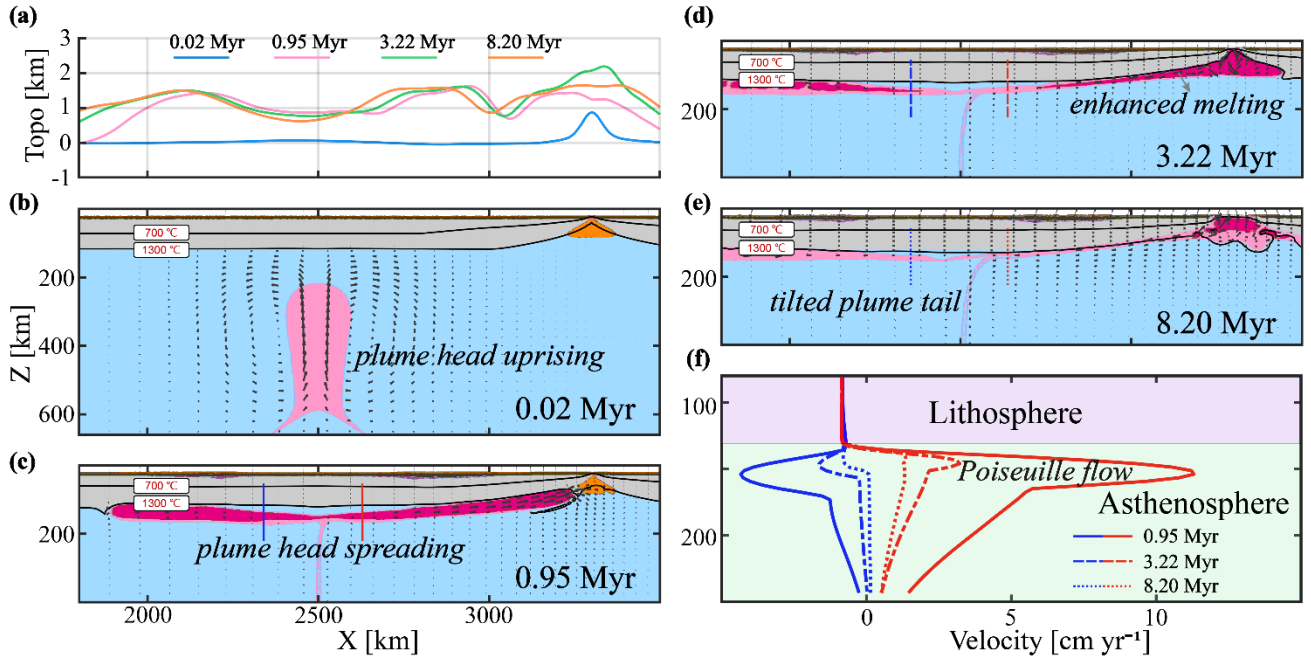 (a)
0.02 Myr 0.95 Myr 3.22 Myr 8.20 Myr
3
2
1
0
-1
Topo [km]
(b)
700 ℃
1300 ℃
200
400
600
Z [km]
plume head uprising
0.02 Myr
(c)
700 ℃
1300 ℃
200
plume head spreading
0.95 Myr
2000 2500 3000
X [km]
(d)
700 ℃
1300 ℃
200
enhanced melting
3.22 Myr
(e)
700 ℃
1300 ℃
200
tilted plume tail
8.20 Myr
(f)
100
200
Lithosphere
Poiseuille flow
Asthenosphere
0.95 Myr
3.22 Myr
8.20 Myr
0 5 10
Velocity [cm yr⁻¹]